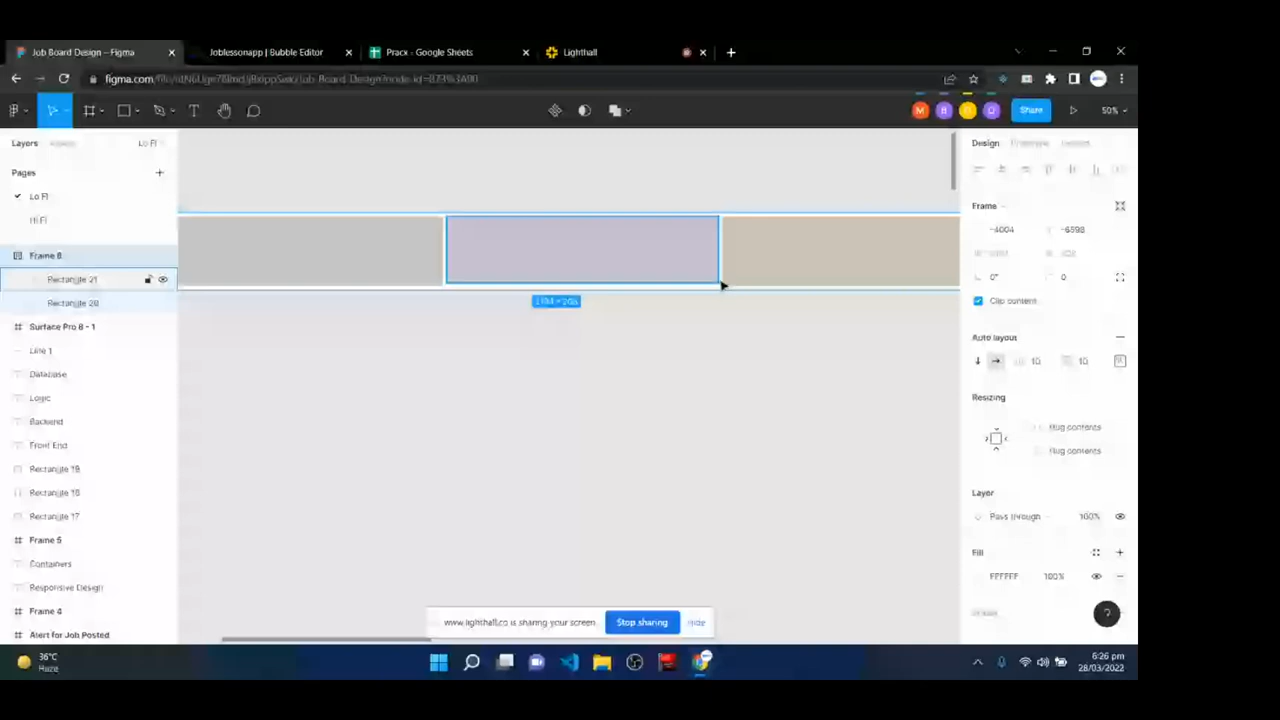 Job Board Design – Figma
Joblessonapp | Bubble Editor
Pracx - Google Sheets
Lighthall
Share
50%
Layers
Lo FI
Design
Pages
Lo FI
Hi FI
Frame
-4004
-6598
Frame 6
0°
0
Rectangle 21
Clip content
Rectangle 20
Surface Pro 8 - 1
Auto layout
Line 1
10
10
Database
Logic
Resizing
Backend
Hug contents
Front End
Hug contents
Rectangle 19
Rectangle 18
Layer
Rectangle 17
Pass through
100%
Frame 5
Fill
Containers
FFFFFF
100%
Responsive Design
Frame 4
?
www.lighthall.co is sharing your screen.
Stop sharing
Hide
Alert for Job Posted
36°C
Haze
6:26 pm
28/03/2022